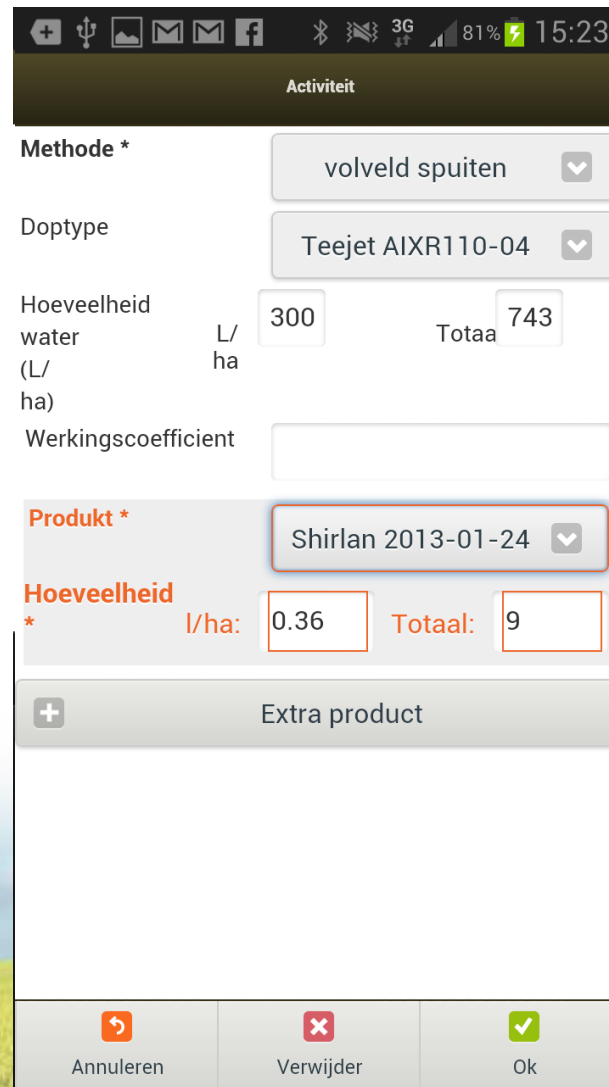 3G 81% 15:23
Activiteit
Methode * volveld spuiten
Doptype Teejet AIXR110-04
Hoeveelheid
water
(L/
ha)
L/
ha
300 Totaa 743
Werkingscoefficient
Produkt * Shirlan 2013-01-24
Hoeveelheid
* l/ha: 0.36 Totaal: 9
Extra product
Annuleren Verwijder Ok